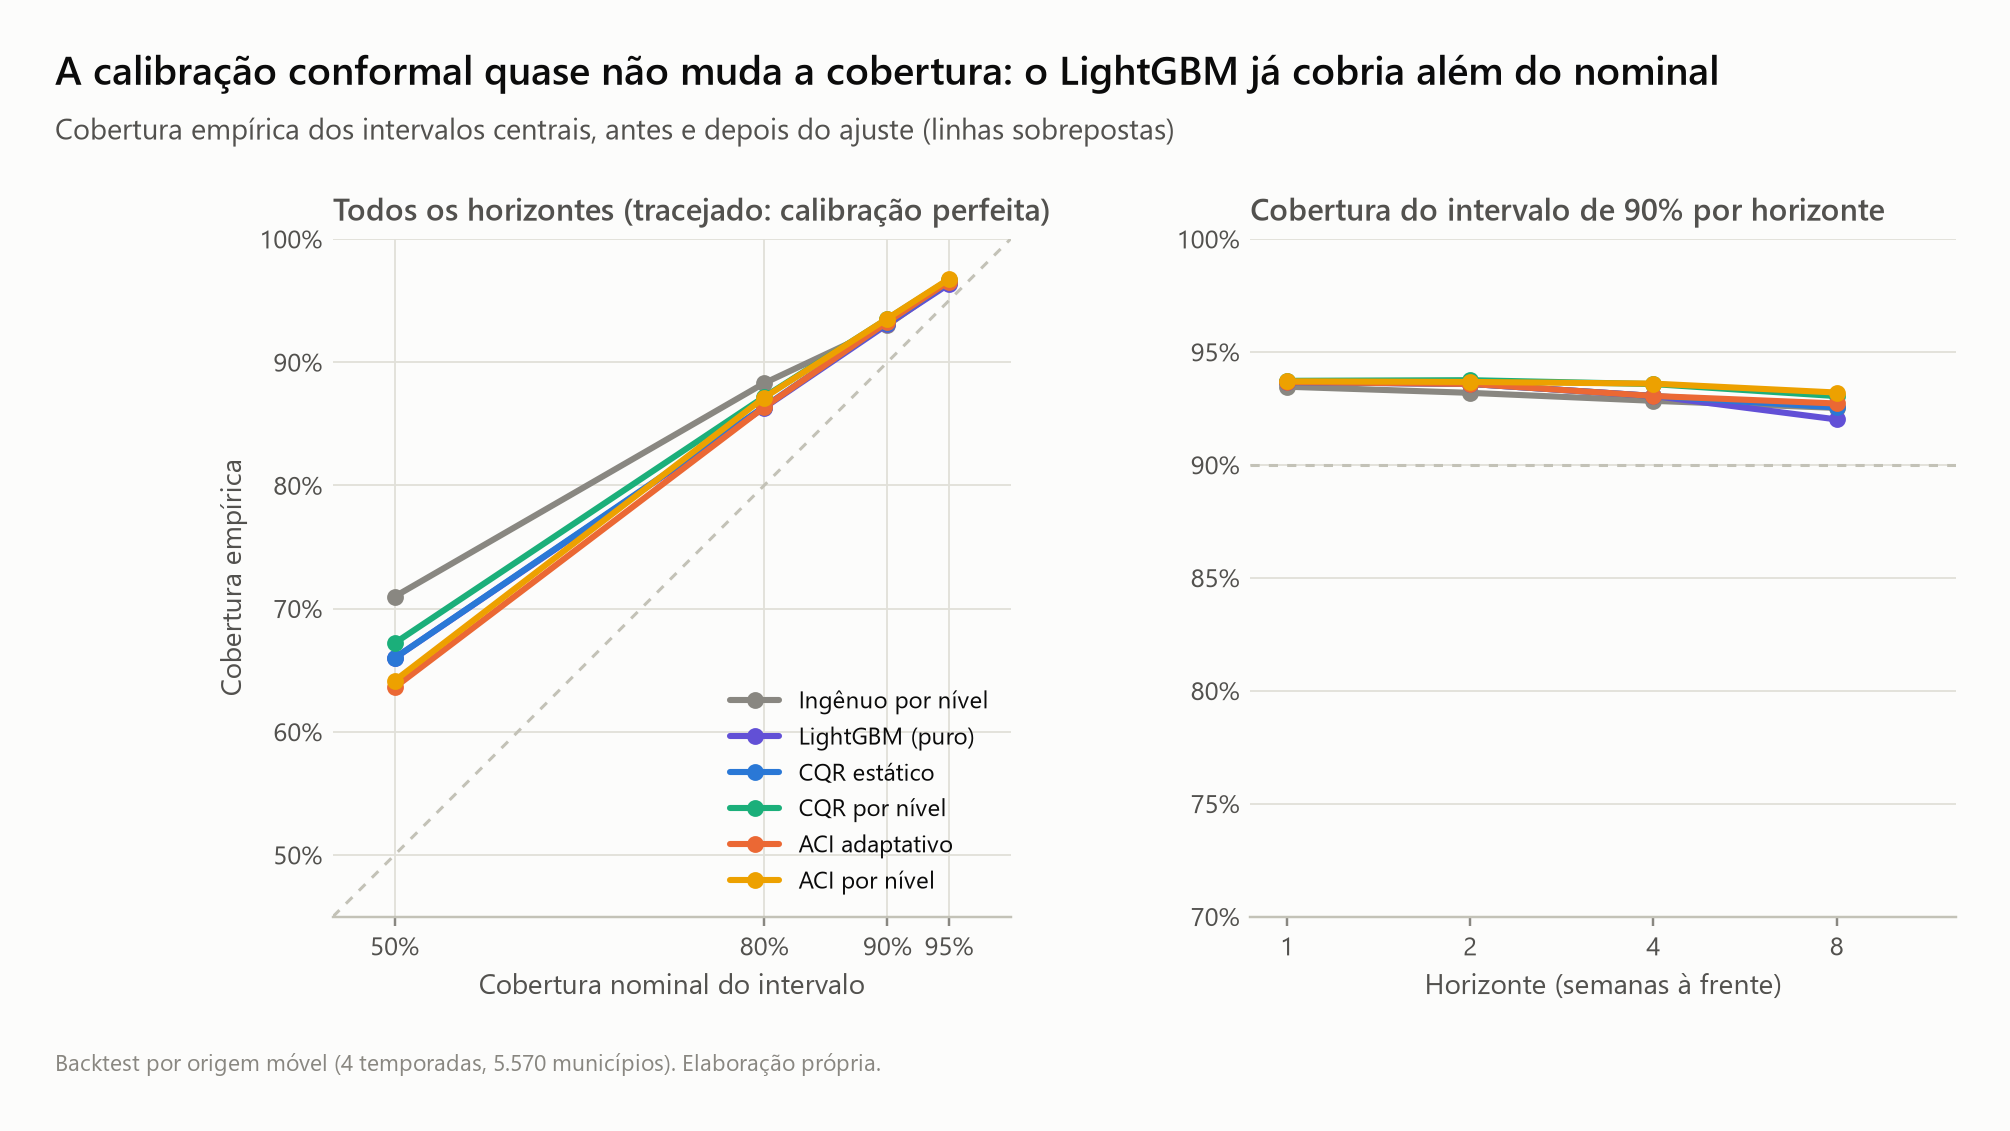 A calibração conformal quase não muda a cobertura: o LightGBM já cobria além do nominal
Cobertura empírica dos intervalos centrais, antes e depois do ajuste (linhas sobrepostas)
Todos os horizontes (tracejado: calibração perfeita)
100%
90%
80%
70%
60%
50%
Cobertura empírica
Ingênuo por nível
LightGBM (puro)
CQR estático
CQR por nível
ACI adaptativo
ACI por nível
50%
80%
90%
95%
Cobertura nominal do intervalo
Cobertura do intervalo de 90% por horizonte
100%
95%
90%
85%
80%
75%
70%
1
2
4
8
Horizonte (semanas à frente)
Backtest por origem móvel (4 temporadas, 5.570 municípios). Elaboração própria.